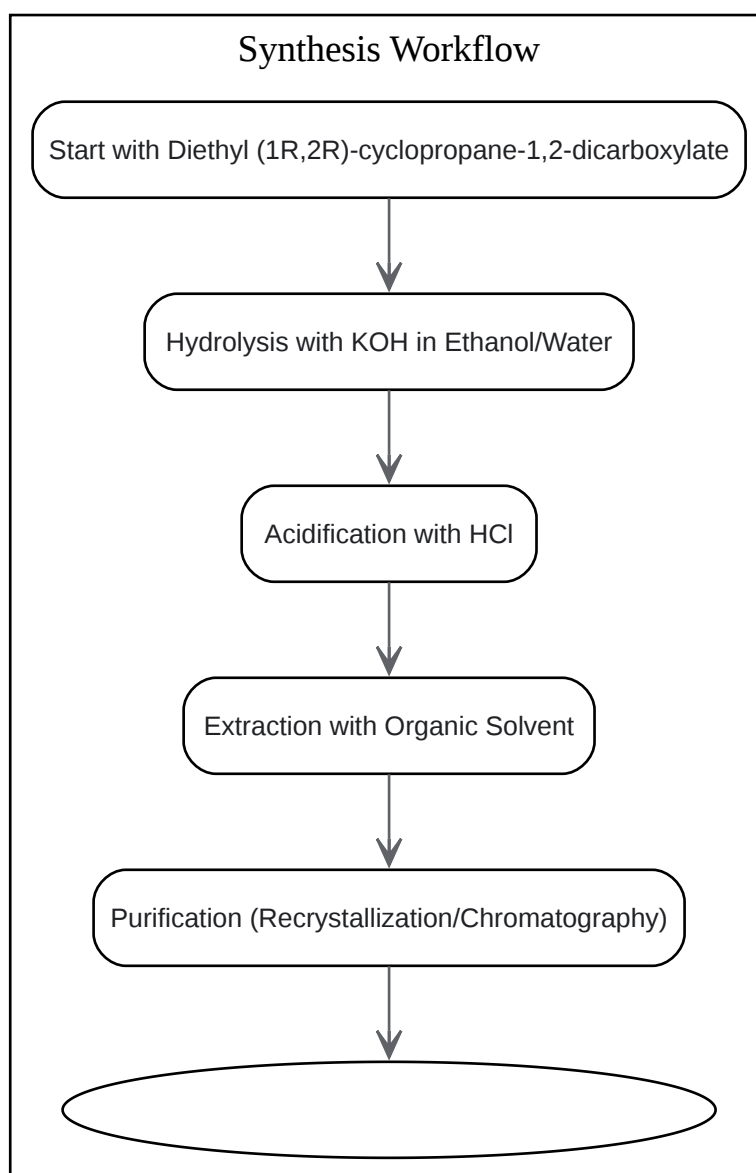 Synthesis Workflow
Start with Diethyl (1R,2R)-cyclopropane-1,2-dicarboxylate
Hydrolysis with KOH in Ethanol/Water
Acidification with HCl
Extraction with Organic Solvent
Purification (Recrystallization/Chromatography)